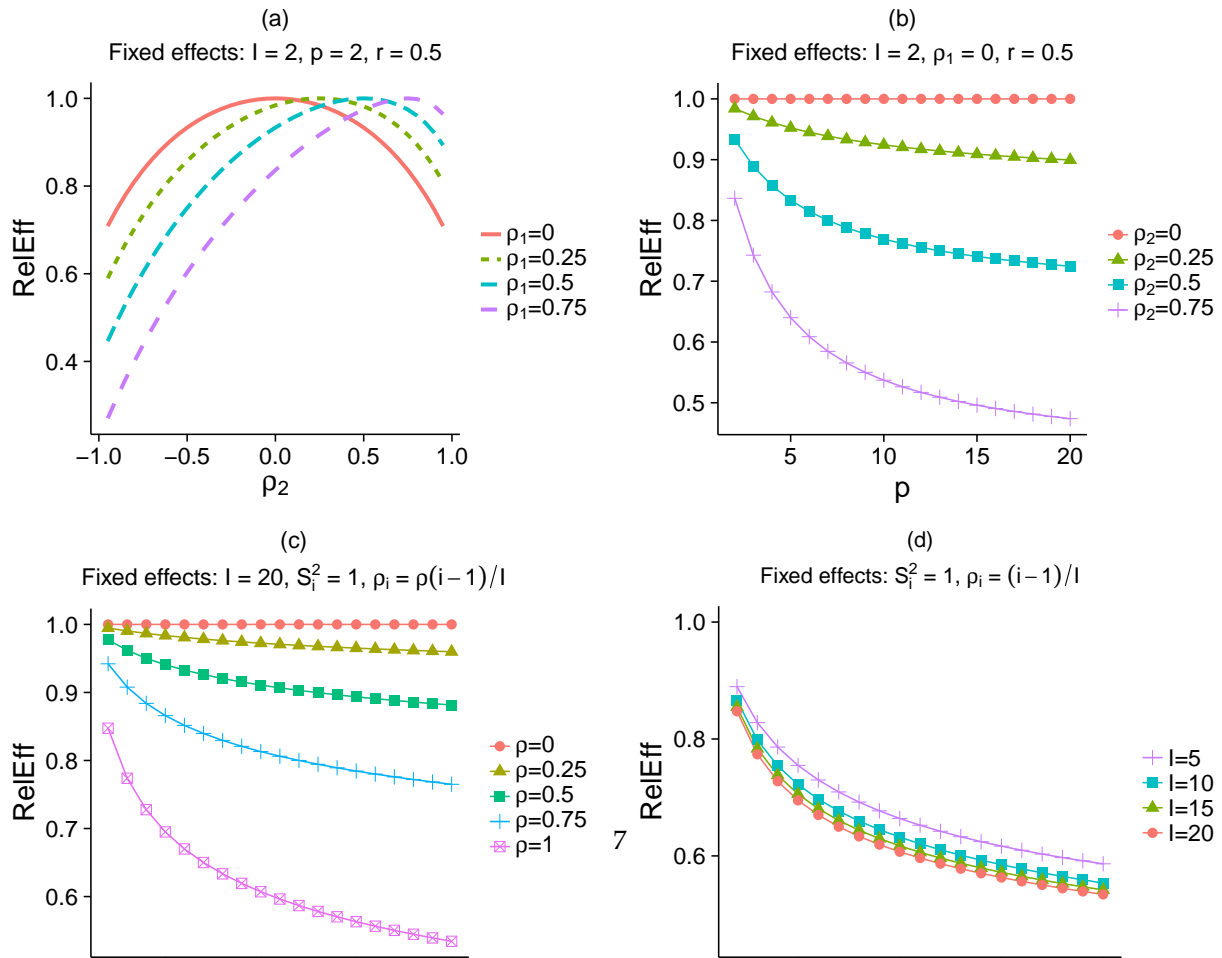 (a)
Fixed effects: I = 2, p = 2, r = 0.5
RelEff
1.0
0.8
0.6
0.4
−1.0 −0.5 0.0 0.5 1.0
ρ₂
ρ₁=0
ρ₁=0.25
ρ₁=0.5
ρ₁=0.75
(b)
Fixed effects: I = 2, ρ₁ = 0, r = 0.5
RelEff
1.0
0.9
0.8
0.7
0.6
0.5
5 10 15 20
p
ρ₂=0
ρ₂=0.25
ρ₂=0.5
ρ₂=0.75
(c)
Fixed effects: I = 20, Sᵢ² = 1, ρᵢ = ρ(i − 1)/I
RelEff
1.0
0.9
0.8
0.7
0.6
ρ=0
ρ=0.25
ρ=0.5
ρ=0.75
ρ=1
7
(d)
Fixed effects: Sᵢ² = 1, ρᵢ = (i − 1)/I
RelEff
1.0
0.8
0.6
I=5
I=10
I=15
I=20